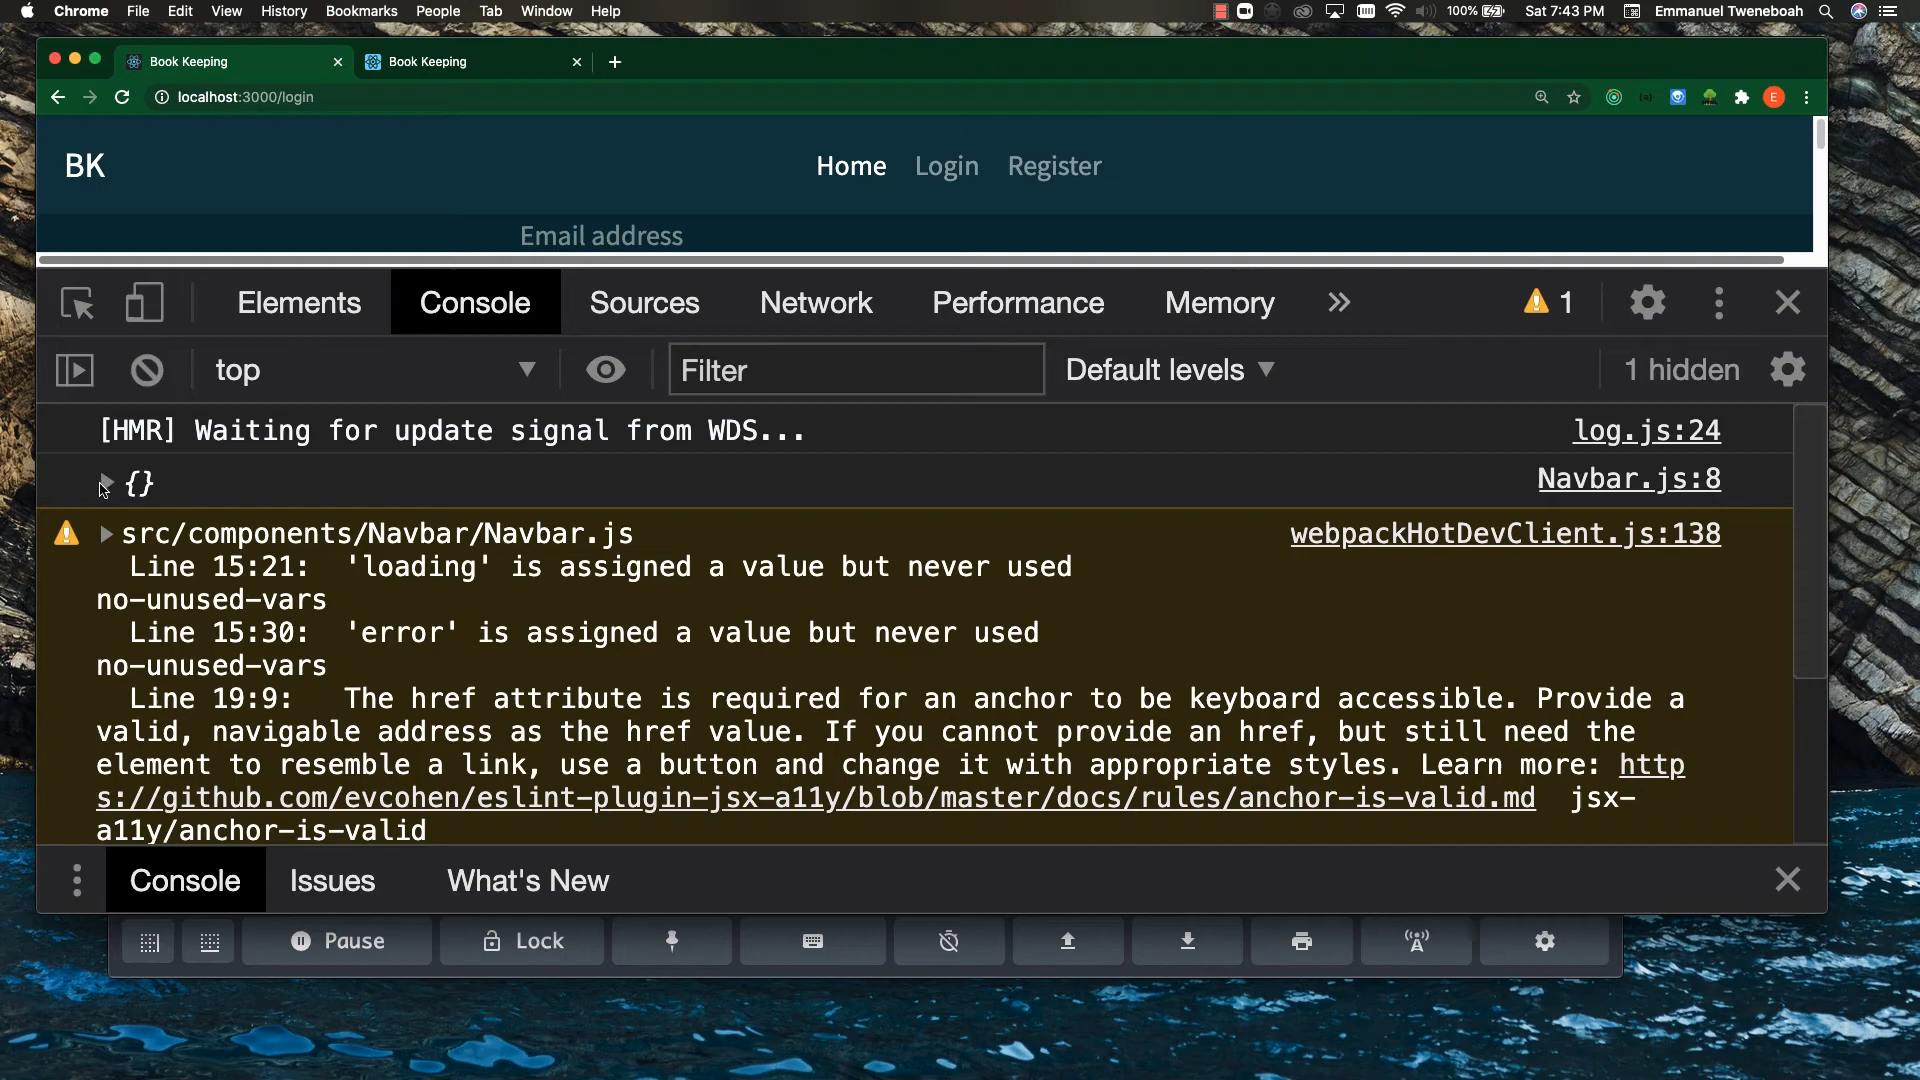 Chrome File Edit View History Bookmarks People Tab Window Help 100% Sat 7:43 PM Emmanuel Tweneboah
Book Keeping Book Keeping
localhost:3000/login E
BK Home Login Register
Email address
Elements Console Sources Network Performance Memory 1
top Filter Default levels 1 hidden
[HMR] Waiting for update signal from WDS... log.js:24
{} Navbar.js:8
src/components/Navbar/Navbar.js webpackHotDevClient.js:138
Line 15:21: 'loading' is assigned a value but never used
no-unused-vars
Line 15:30: 'error' is assigned a value but never used
no-unused-vars
Line 19:9: The href attribute is required for an anchor to be keyboard accessible. Provide a
valid, navigable address as the href value. If you cannot provide an href, but still need the
element to resemble a link, use a button and change it with appropriate styles. Learn more: http
s://github.com/evcohen/eslint-plugin-jsx-a11y/blob/master/docs/rules/anchor-is-valid.md jsx-
a11y/anchor-is-valid
Console Issues What's New
Pause Lock